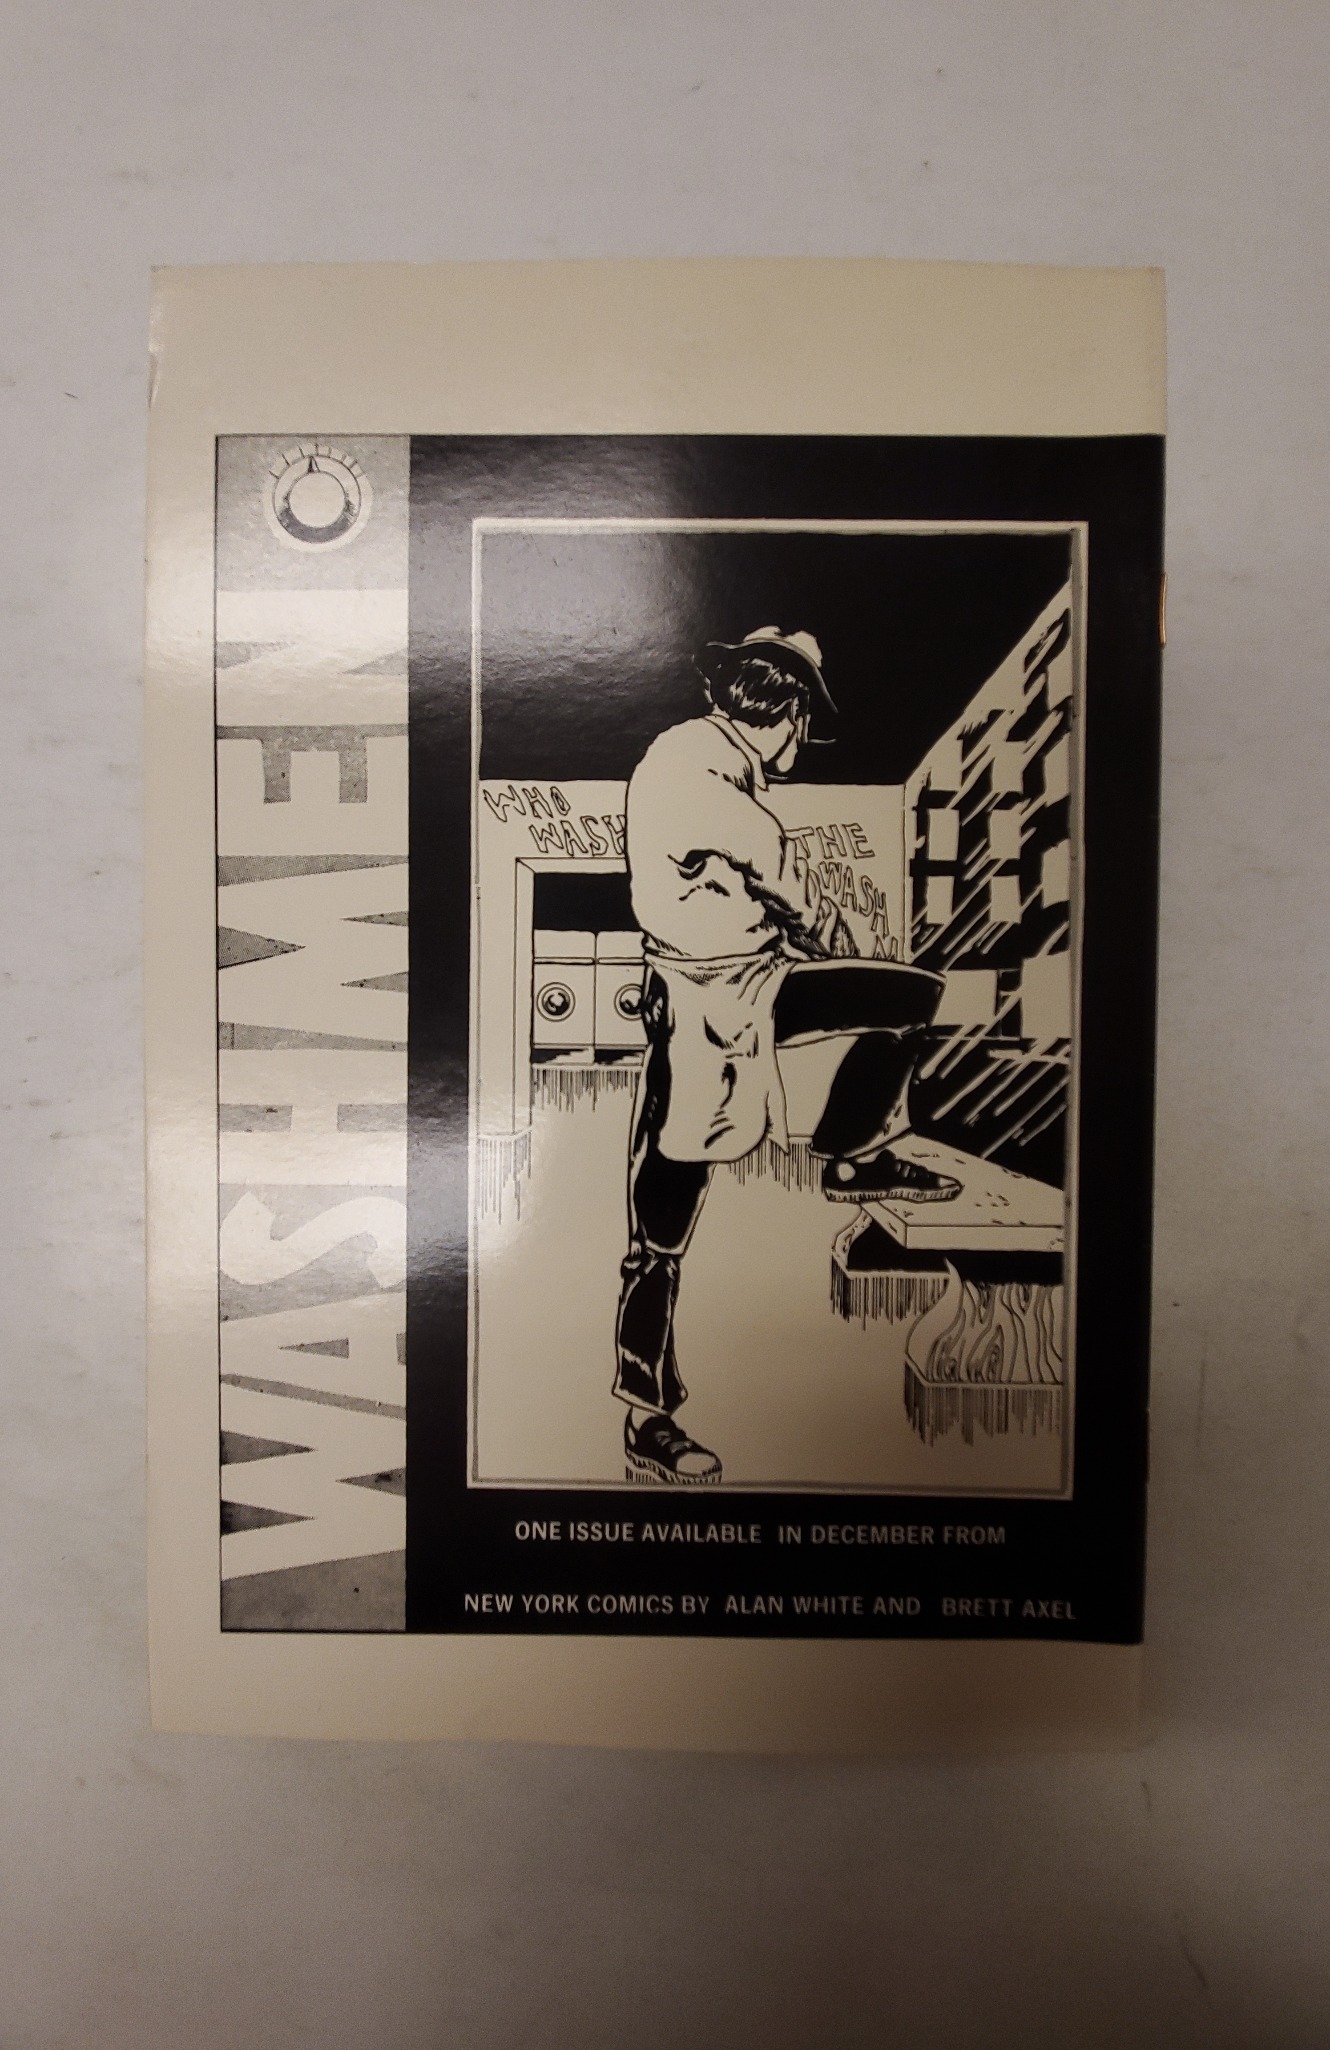 WASHMEN
WHO
WASH
THE
WASH
ONE ISSUE AVAILABLE IN DECEMBER FROM
NEW YORK COMICS BY ALAN WHITE AND BRETT AXEL